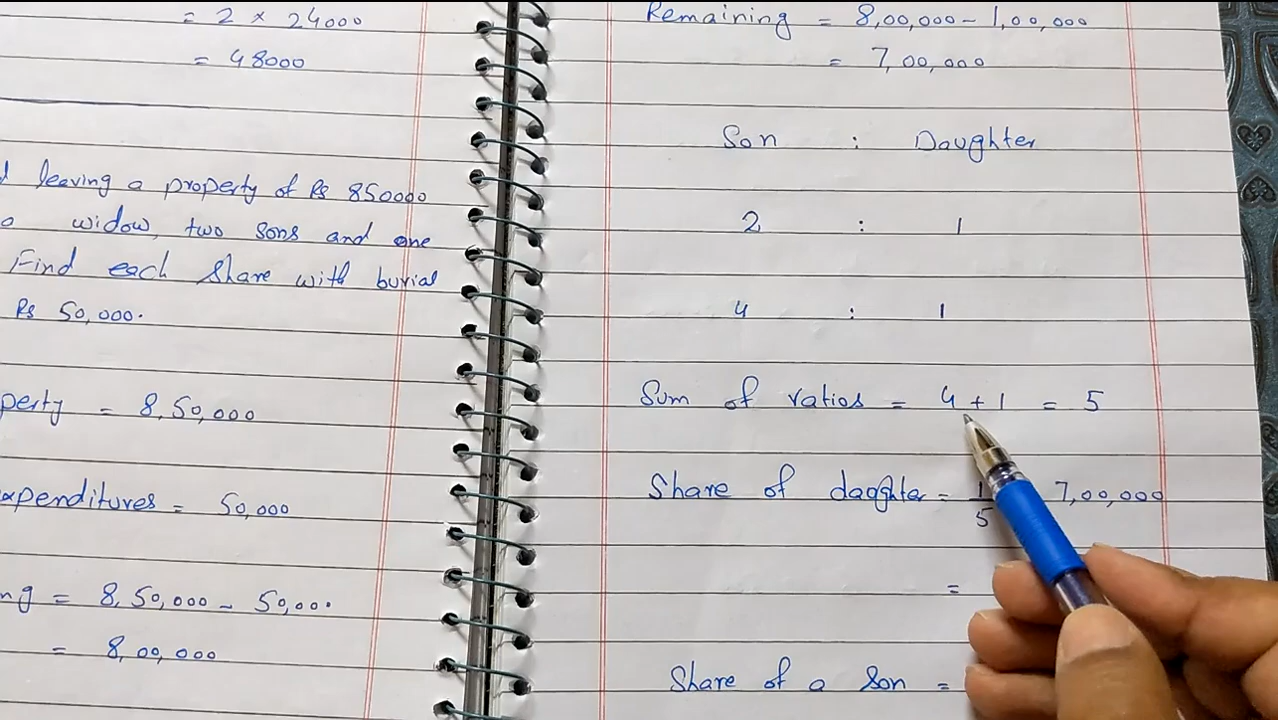 = 2 × 24000
= 48000
leaving a property of Rs 850000
widow, two sons and one
Find each share with burial
Rs 50,000.
perty = 8,50,000
xpenditures = 50,000
ng = 8,50,000 - 50,000
= 8,00,000
Remaining = 8,00,000 - 1,00,000
= 7,00,000
Son : Daughter
2 : 1
4 : 1
Sum of ratios = 4 + 1 = 5
Share of daughter = 1/5 7,00,000
=
Share of a son =